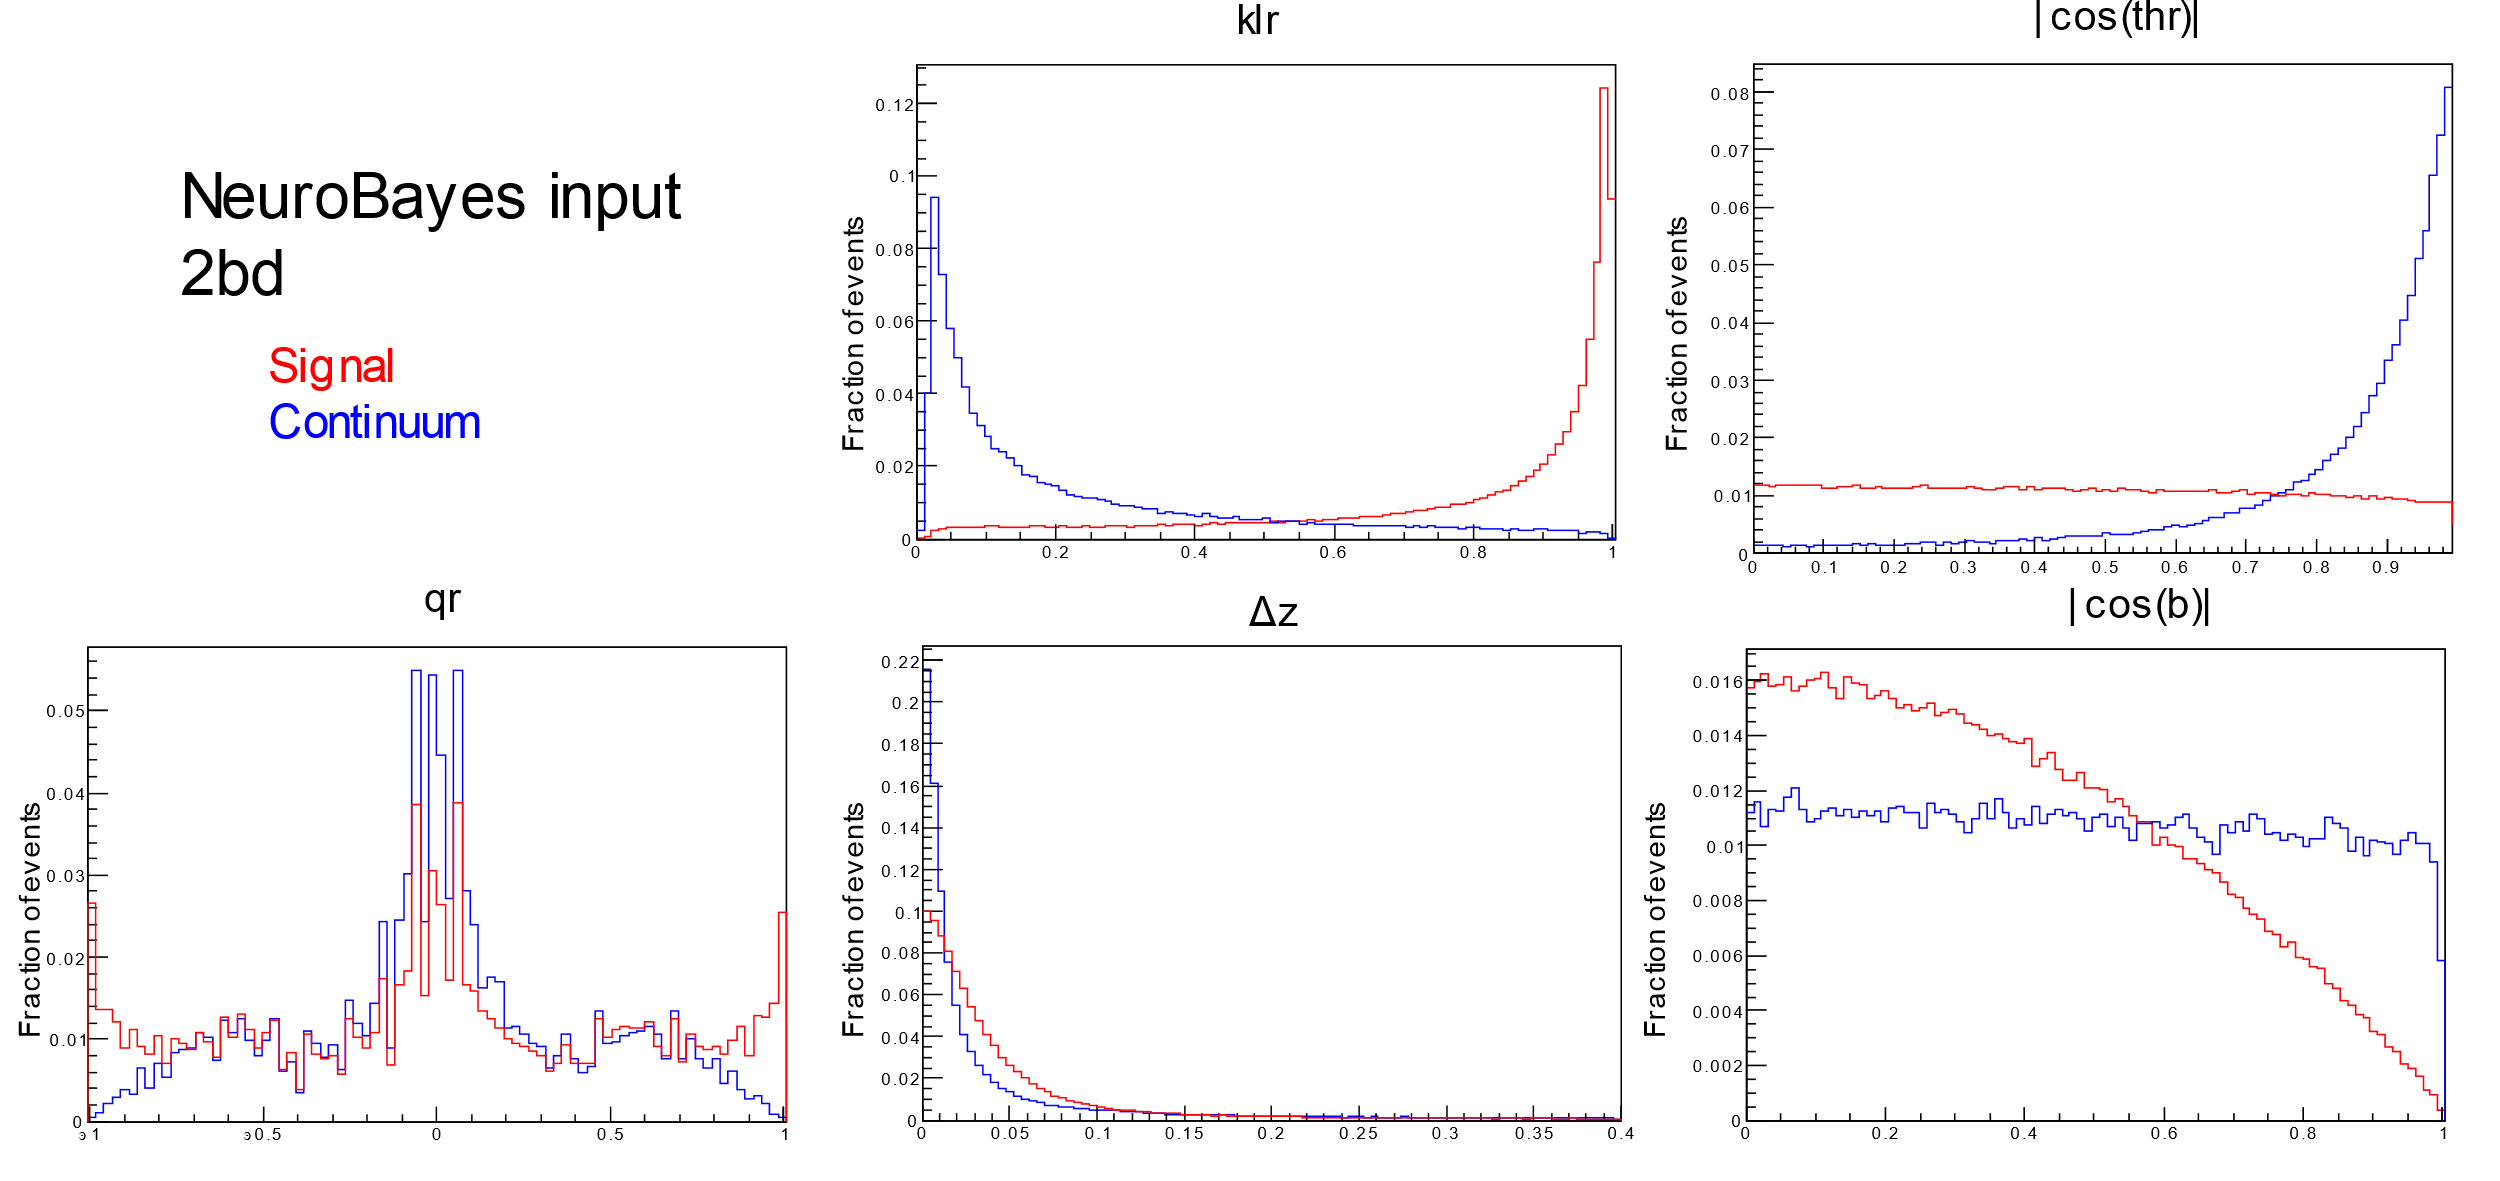 NeuroBayes input
2bd
Signal
Continuum
klr
Fraction of events
0.12
0.1
0.08
0.06
0.04
0.02
0
0 0.2 0.4 0.6 0.8 1
|cos(thr)|
Fraction of events
0.08
0.07
0.06
0.05
0.04
0.03
0.02
0.01
0
0 0.1 0.2 0.3 0.4 0.5 0.6 0.7 0.8 0.9
qr
Fraction of events
0.05
0.04
0.03
0.02
0.01
0
1 0.5 0 0.5 1
Δz
Fraction of events
0.22
0.2
0.18
0.16
0.14
0.12
0.1
0.08
0.06
0.04
0.02
0
0 0.05 0.1 0.15 0.2 0.25 0.3 0.35 0.4
|cos(b)|
Fraction of events
0.016
0.014
0.012
0.01
0.008
0.006
0.004
0.002
0
0 0.2 0.4 0.6 0.8 1